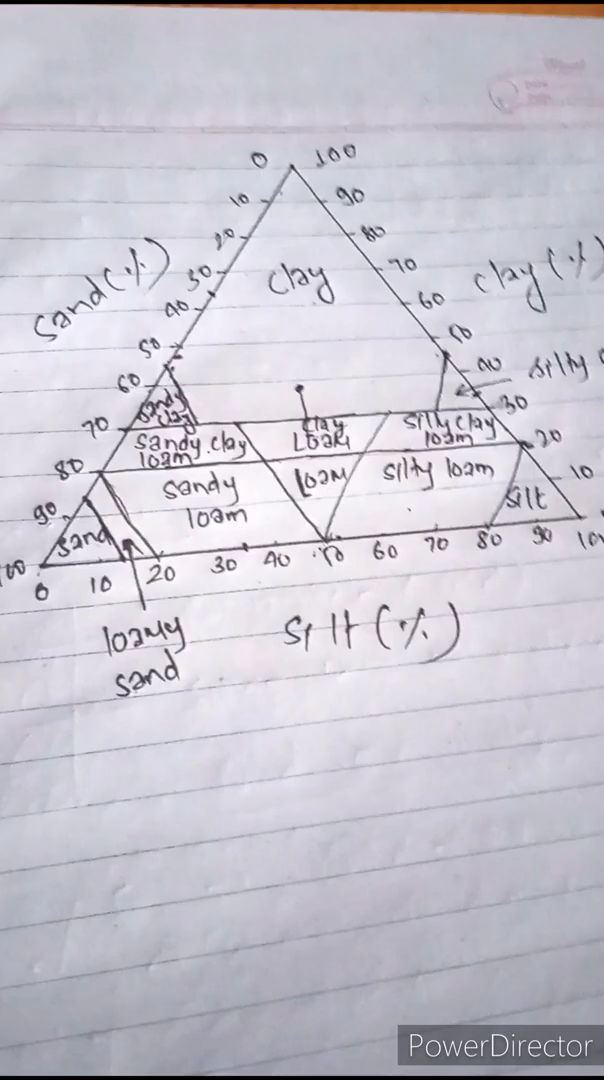 0 100
10 90
20 80
30 70
40 60
50 50
60 40
70 30
80 20
90 10
100
Sand (%)
Clay (%)
Clay
Silty
Sandy
Clay
Sandy clay
loam
Clay
Loam
Silty clay
loam
Sandy
loam
Loam
Silty loam
Silt
Sand
0 10 20 30 40 50 60 70 80 90
loamy
sand
Silt (%)
PowerDirector